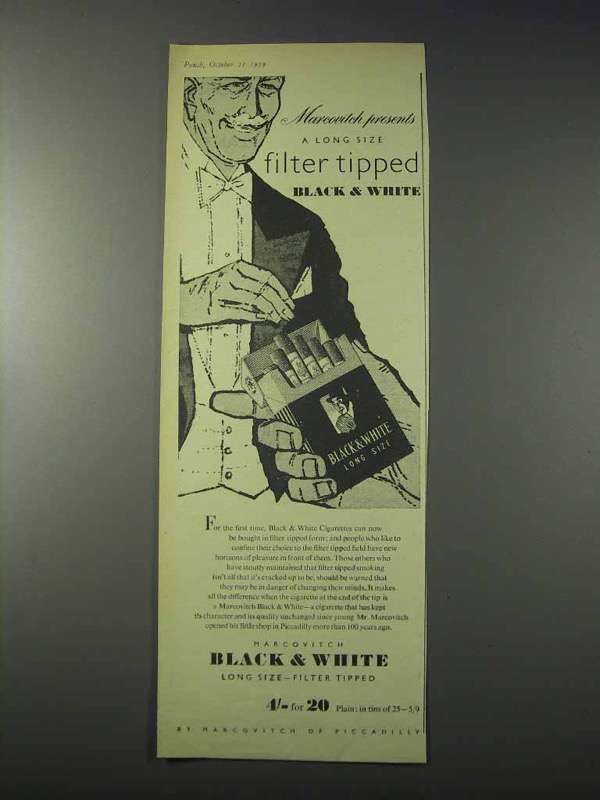 Punch, October 21 1959
Marcovitch presents
A LONG SIZE
filter tipped
BLACK & WHITE
BLACK & WHITE
LONG SIZE
For the first time, Black & White Cigarettes can now
be bought in filter tipped form; and people who like to
confine their choice to the filter tipped field have new
horizons of pleasure in front of them. Those others who
have stoutly maintained that filter tipped smoking
isn't all that it's cracked up to be, should be warned that
they may be in danger of changing their minds. It makes
all the difference when the cigarette at the end of the tip is
a Marcovitch Black & White—a cigarette that has kept
its character and its quality unchanged since young Mr. Marcovitch
opened his little shop in Piccadilly more than 100 years ago.
MARCOVITCH
BLACK & WHITE
LONG SIZE—FILTER TIPPED
4/- for 20 Plain: in tins of 25—5/9
BY MARCOVITCH OF PICCADILLY